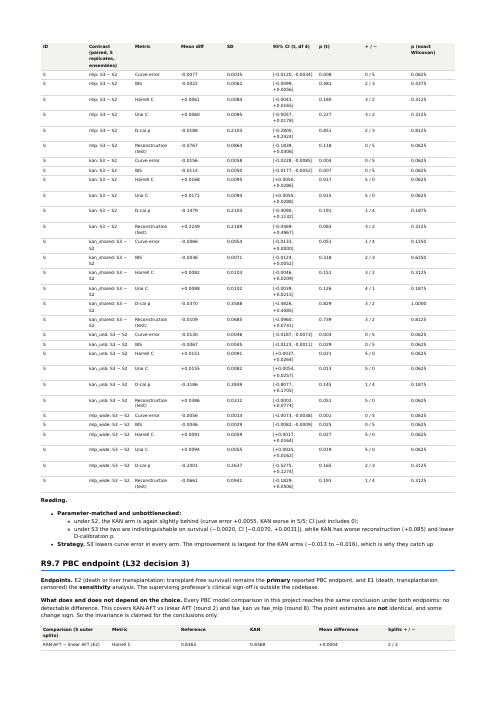 ID Contrast (paired, 5 replicates, ensembles) Metric Mean diff SD 95% CI (t, df 4) p (t) + / − p (exact Wilcoxon)
S mlp: S3 − S2 Curve error -0.0077 0.0035 [-0.0120, -0.0034] 0.008 0 / 5 0.0625
S mlp: S3 − S2 IBS -0.0022 0.0062 [-0.0099, +0.0056] 0.481 2 / 3 0.4375
S mlp: S3 − S2 Harrell C +0.0061 0.0084 [-0.0043, +0.0165] 0.180 3 / 2 0.3125
S mlp: S3 − S2 Uno C +0.0060 0.0095 [-0.0057, +0.0178] 0.227 3 / 2 0.3125
S mlp: S3 − S2 D-cal p -0.0188 0.2103 [-0.2800, +0.2424] 0.851 2 / 3 0.8125
S mlp: S3 − S2 Reconstruction (test) -0.0767 0.0864 [-0.1839, +0.0306] 0.118 0 / 5 0.0625
S kan: S3 − S2 Curve error -0.0156 0.0058 [-0.0228, -0.0085] 0.004 0 / 5 0.0625
S kan: S3 − S2 IBS -0.0114 0.0050 [-0.0177, -0.0052] 0.007 0 / 5 0.0625
S kan: S3 − S2 Harrell C +0.0168 0.0095 [+0.0050, +0.0286] 0.017 5 / 0 0.0625
S kan: S3 − S2 Uno C +0.0171 0.0094 [+0.0055, +0.0288] 0.015 5 / 0 0.0625
S kan: S3 − S2 D-cal p -0.1479 0.2103 [-0.4090, +0.1132] 0.191 1 / 4 0.1875
S kan: S3 − S2 Reconstruction (test) +0.2249 0.2189 [-0.0469, +0.4967] 0.083 3 / 2 0.3125
S kan_shared: S3 − S2 Curve error -0.0066 0.0054 [-0.0133, +0.0000] 0.051 1 / 4 0.1250
S kan_shared: S3 − S2 IBS -0.0036 0.0071 [-0.0124, +0.0052] 0.318 2 / 3 0.6250
S kan_shared: S3 − S2 Harrell C +0.0082 0.0103 [-0.0046, +0.0209] 0.151 3 / 2 0.3125
S kan_shared: S3 − S2 Uno C +0.0088 0.0102 [-0.0039, +0.0215] 0.126 4 / 1 0.1875
S kan_shared: S3 − S2 D-cal p -0.0370 0.3588 [-0.4826, +0.4085] 0.829 3 / 2 1.0000
S kan_shared: S3 − S2 Reconstruction (test) -0.0109 0.0685 [-0.0960, +0.0741] 0.739 3 / 2 0.8125
S kan_unb: S3 − S2 Curve error -0.0130 0.0046 [-0.0187, -0.0073] 0.003 0 / 5 0.0625
S kan_unb: S3 − S2 IBS -0.0067 0.0045 [-0.0123, -0.0011] 0.029 0 / 5 0.0625
S kan_unb: S3 − S2 Harrell C +0.0151 0.0091 [+0.0037, +0.0264] 0.021 5 / 0 0.0625
S kan_unb: S3 − S2 Uno C +0.0155 0.0082 [+0.0054, +0.0257] 0.013 5 / 0 0.0625
S kan_unb: S3 − S2 D-cal p -0.3186 0.3939 [-0.8077, +0.1705] 0.145 1 / 4 0.1875
S kan_unb: S3 − S2 Reconstruction (test) +0.0386 0.0312 [-0.0002, +0.0774] 0.051 5 / 0 0.0625
S mlp_wide: S3 − S2 Curve error -0.0056 0.0014 [-0.0073, -0.0038] 0.001 0 / 5 0.0625
S mlp_wide: S3 − S2 IBS -0.0046 0.0029 [-0.0082, -0.0009] 0.025 0 / 5 0.0625
S mlp_wide: S3 − S2 Harrell C +0.0091 0.0059 [+0.0017, +0.0164] 0.027 5 / 0 0.0625
S mlp_wide: S3 − S2 Uno C +0.0094 0.0055 [+0.0025, +0.0162] 0.019 5 / 0 0.0625
S mlp_wide: S3 − S2 D-cal p -0.2001 0.2637 [-0.5275, +0.1274] 0.165 2 / 3 0.3125
S mlp_wide: S3 − S2 Reconstruction (test) -0.0661 0.0941 [-0.1829, +0.0506] 0.191 1 / 4 0.3125
Reading.
• Parameter-matched and unbottlenecked:
◦ under S2, the KAN arm is again slightly behind (curve error +0.0055, KAN worse in 5/5; CI just includes 0);
◦ under S3 the two are indistinguishable on survival (−0.0020, CI [−0.0070, +0.0031]), while KAN has worse reconstruction (+0.085) and lower
D-calibration p.
• Strategy. S3 lowers curve error in every arm. The improvement is largest for the KAN arms (−0.013 to −0.016), which is why they catch up.
R9.7 PBC endpoint (L32 decision 3)
Endpoints. E2 (death or liver transplantation; transplant-free survival) remains the primary reported PBC endpoint, and E1 (death, transplantation
censored) the sensitivity analysis. The supervising professor's clinical sign-off is outside the codebase.
What does and does not depend on the choice. Every PBC model comparison in this project reaches the same conclusion under both endpoints: no
detectable difference. This covers KAN-AFT vs linear AFT (round 2) and fae_kan vs fae_mlp (round 8). The point estimates are not identical, and some
change sign. So the invariance is claimed for the conclusions only.
Comparison (5 outer splits) Metric Reference KAN Mean difference Splits + / −
KAN-AFT − linear AFT (E2) Harrell C 0.8363 0.8368 +0.0004 2 / 3